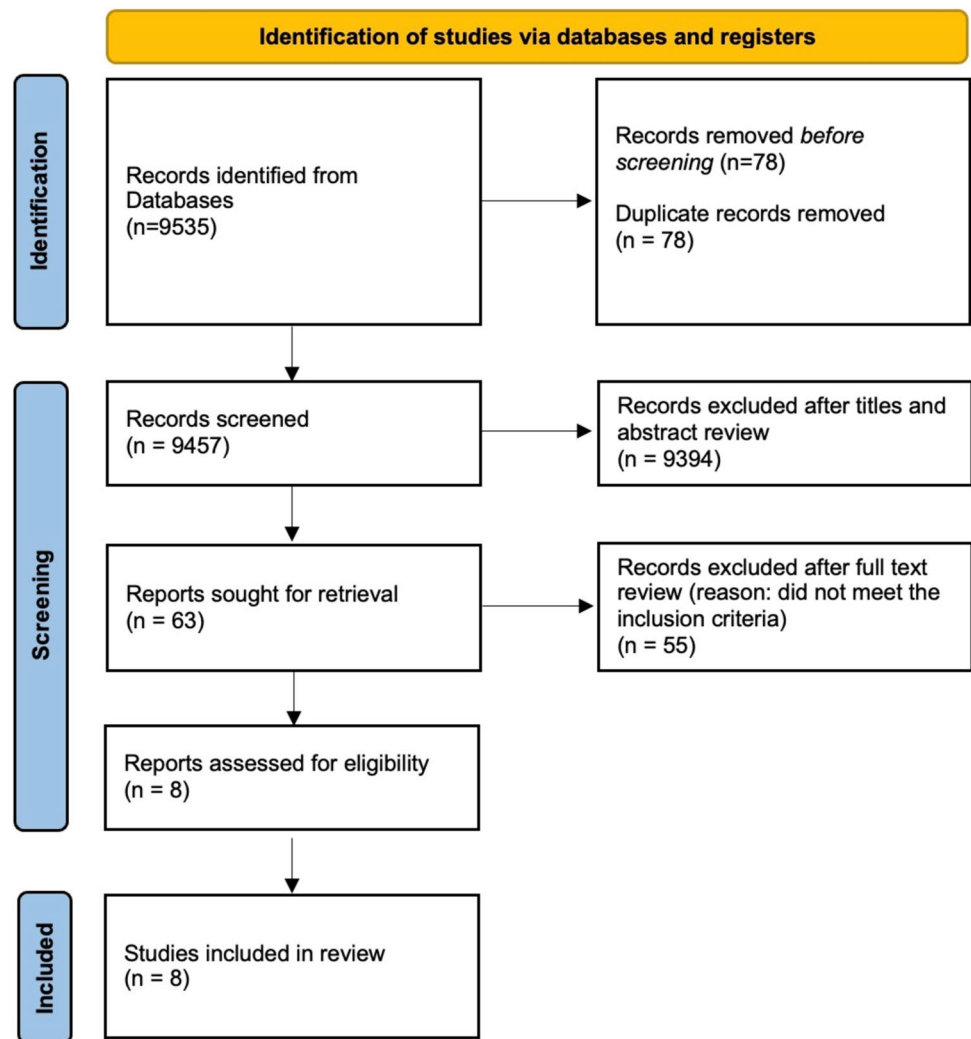 Identification of studies via databases and registers
Identification
Records identified from
Databases
(n=9535)
Records removed before
screening (n=78)
Duplicate records removed
(n = 78)
Screening
Records screened
(n = 9457)
Records excluded after titles and
abstract review
(n = 9394)
Reports sought for retrieval
(n = 63)
Records excluded after full text
review (reason: did not meet the
inclusion criteria)
(n = 55)
Reports assessed for eligibility
(n = 8)
Included
Studies included in review
(n = 8)